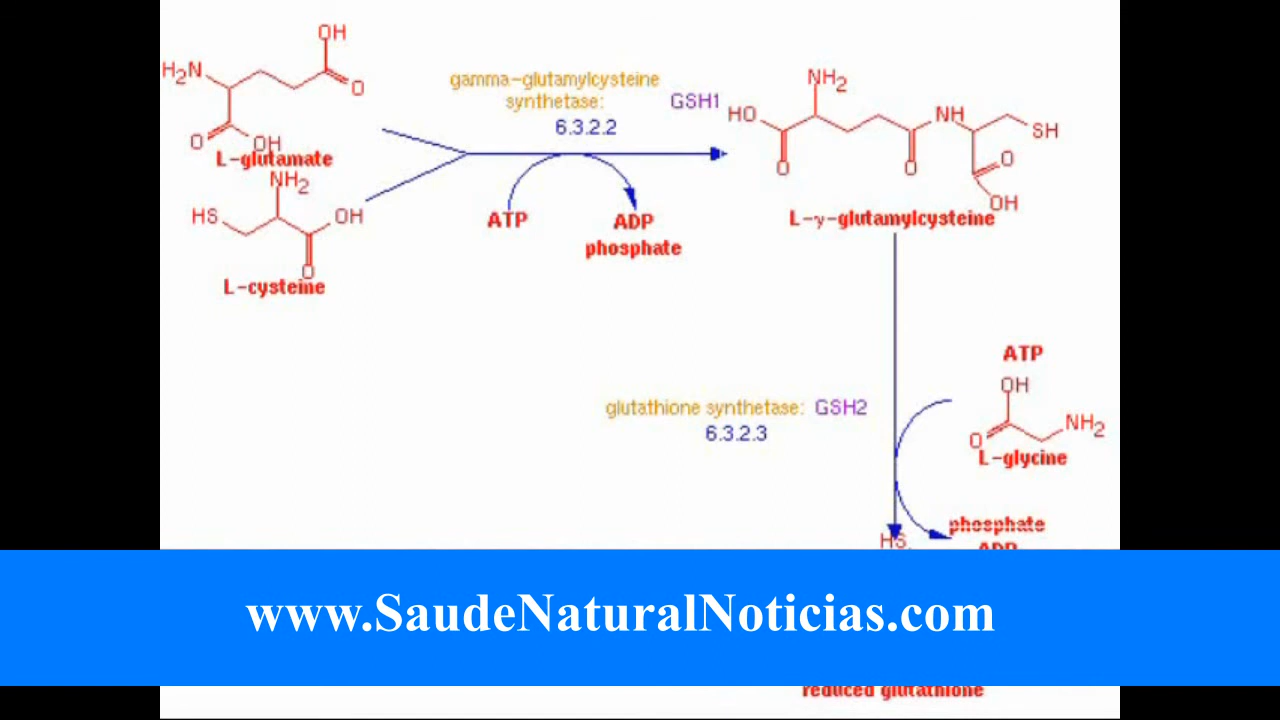 OH
H2N
O
O
OH
L-glutamate
NH2
HS
OH
O
L-cysteine
gamma-glutamylcysteine
synthetase:
GSH1
6.3.2.2
ATP
ADP
phosphate
NH2
HO
NH
SH
O
O
O
OH
L-γ-glutamylcysteine
ATP
OH
glutathione synthetase: GSH2
6.3.2.3
NH2
O
L-glycine
phosphate
HS
ADP
www.SaudeNaturalNoticias.com
reduced glutathione